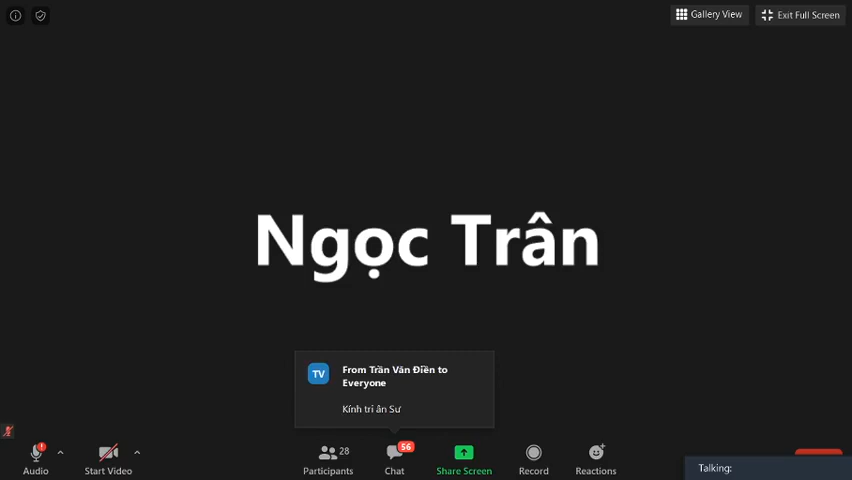 Gallery View
Exit Full Screen
Ngọc Trân
TV
From Trần Văn Điền to
Everyone
Kính tri ân Sư
28
56
Audio
Start Video
Participants
Chat
Share Screen
Record
Reactions
Talking: